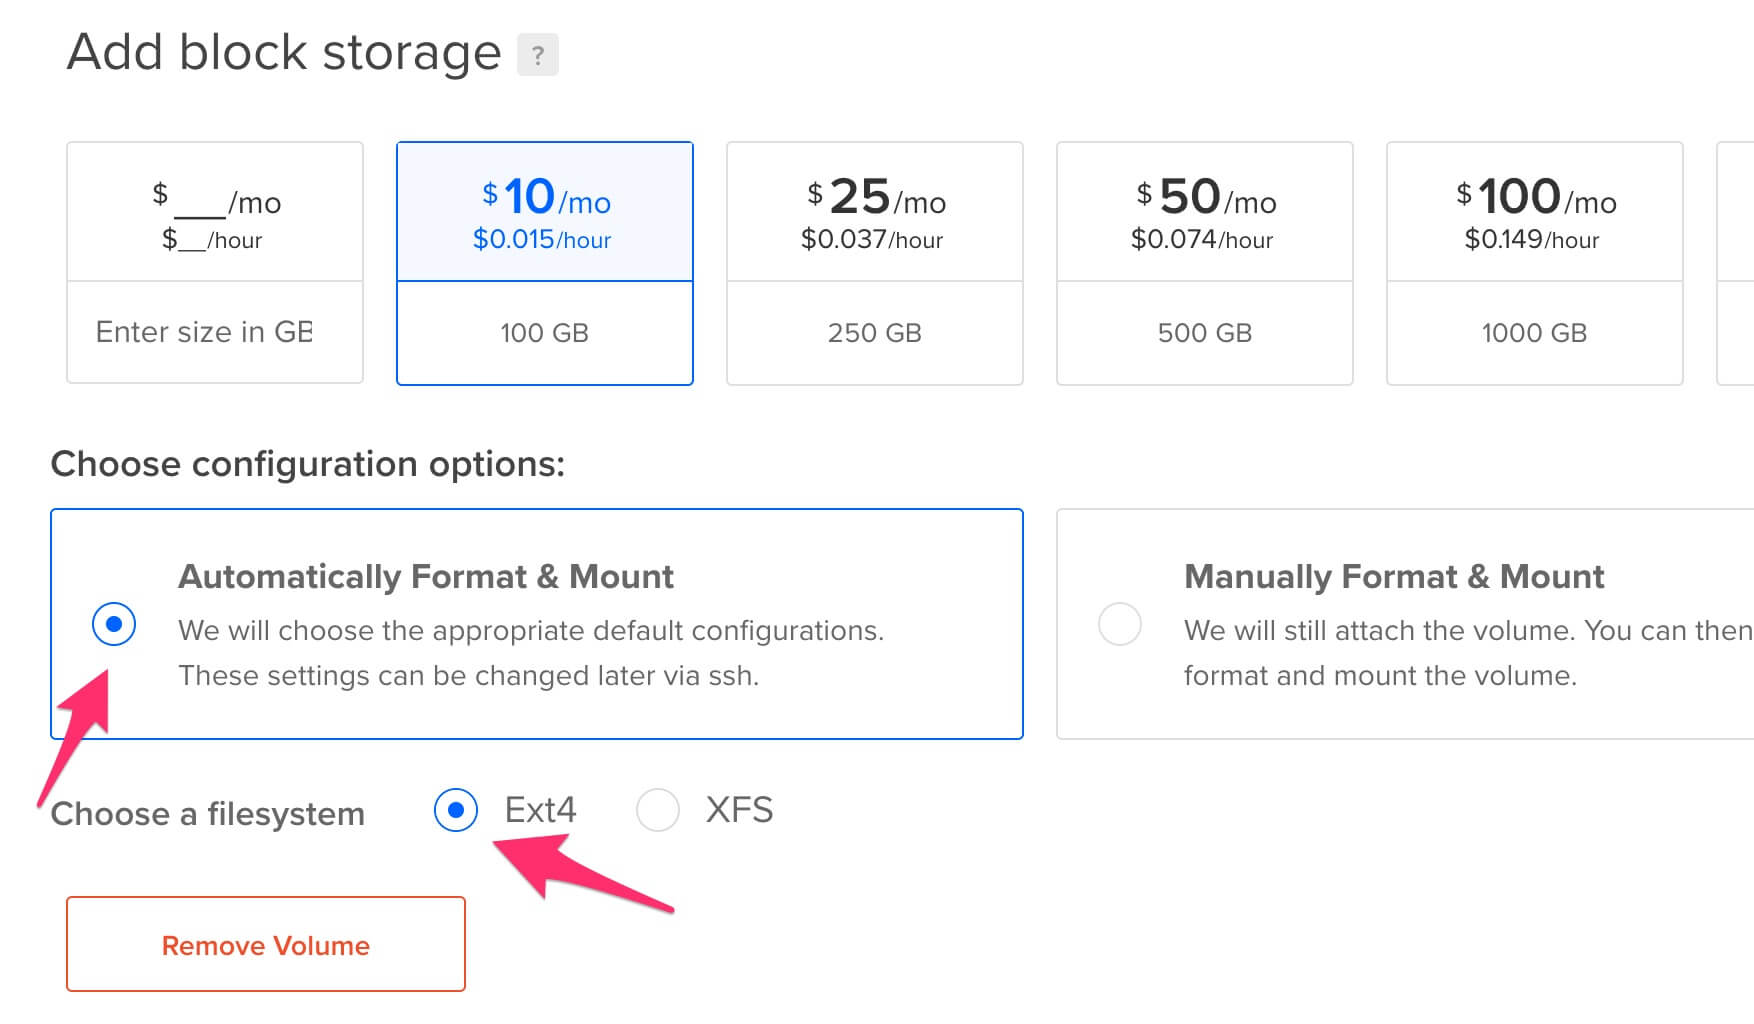 Add block storage ?
$ ___/mo
$__/hour
Enter size in GB
$10/mo
$0.015/hour
100 GB
$25/mo
$0.037/hour
250 GB
$50/mo
$0.074/hour
500 GB
$100/mo
$0.149/hour
1000 GB
Choose configuration options:
Automatically Format & Mount
We will choose the appropriate default configurations.
These settings can be changed later via ssh.
Manually Format & Mount
We will still attach the volume. You can then
format and mount the volume.
Choose a filesystem
Ext4
XFS
Remove Volume